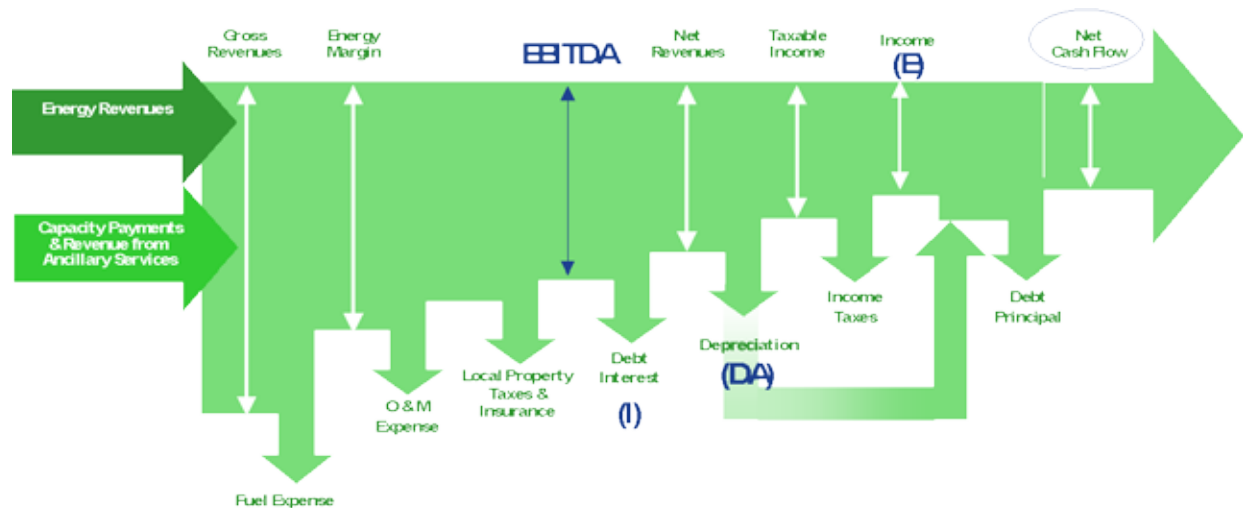 Gross
Revenues
Energy
Margin
EBITDA
Net
Revenues
Taxable
Income
Income
(E)
Net
Cash Flow
Energy Revenues
Capacity Payments
& Revenue from
Ancillary Services
Income
Taxes
Debt
Principal
Depreciation
(DA)
Debt
Interest
(I)
Local Property
Taxes &
Insurance
O & M
Expense
Fuel Expense